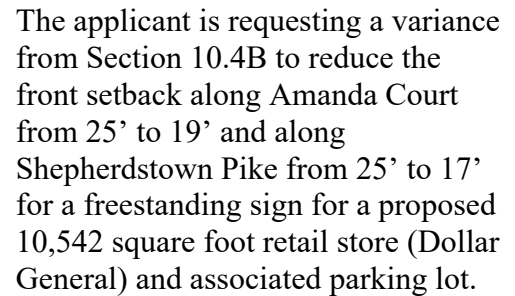 The applicant is requesting a variance
from Section 10.4B to reduce the
front setback along Amanda Court
from 25’ to 19’ and along
Shepherdstown Pike from 25’ to 17’
for a freestanding sign for a proposed
10,542 square foot retail store (Dollar
General) and associated parking lot.